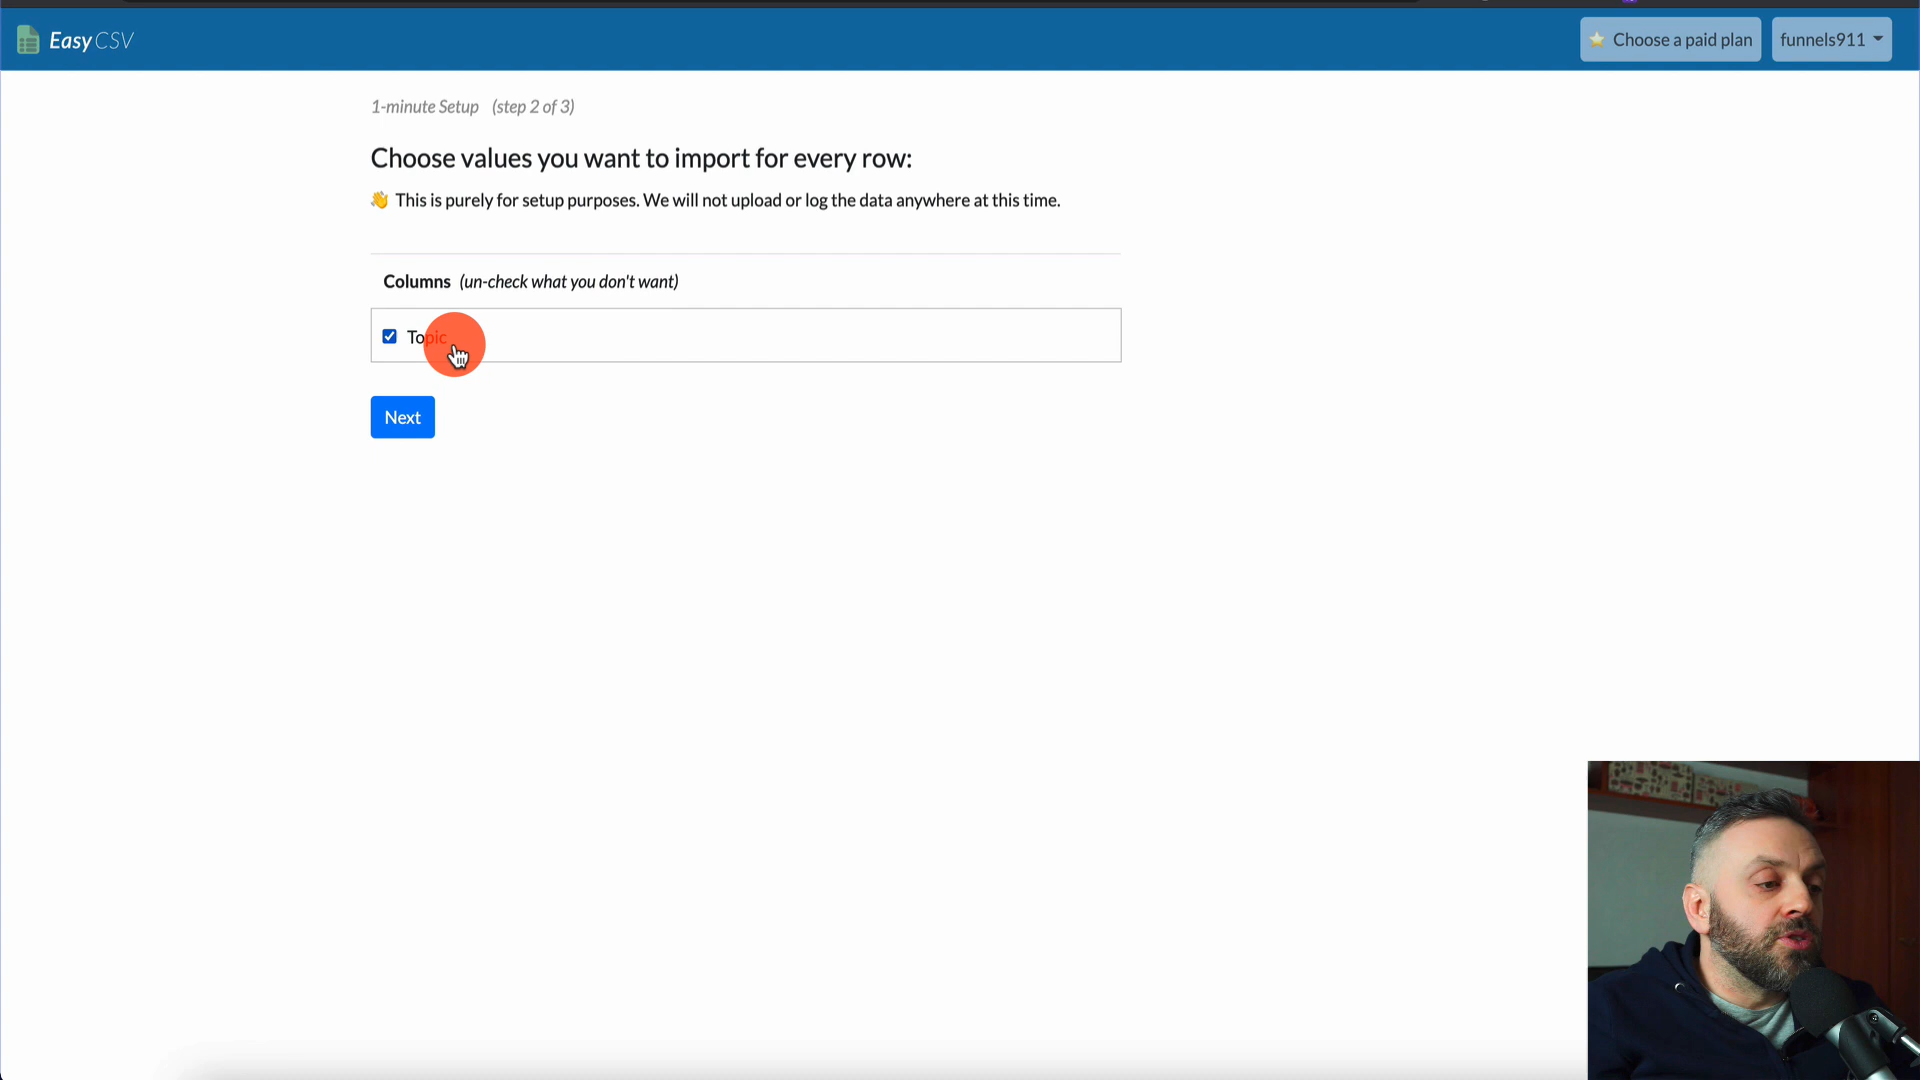 EasyCSV
Choose a paid plan
funnels911
1-minute Setup (step 2 of 3)
Choose values you want to import for every row:
👋 This is purely for setup purposes. We will not upload or log the data anywhere at this time.
Columns (un-check what you don't want)
Topic
Next